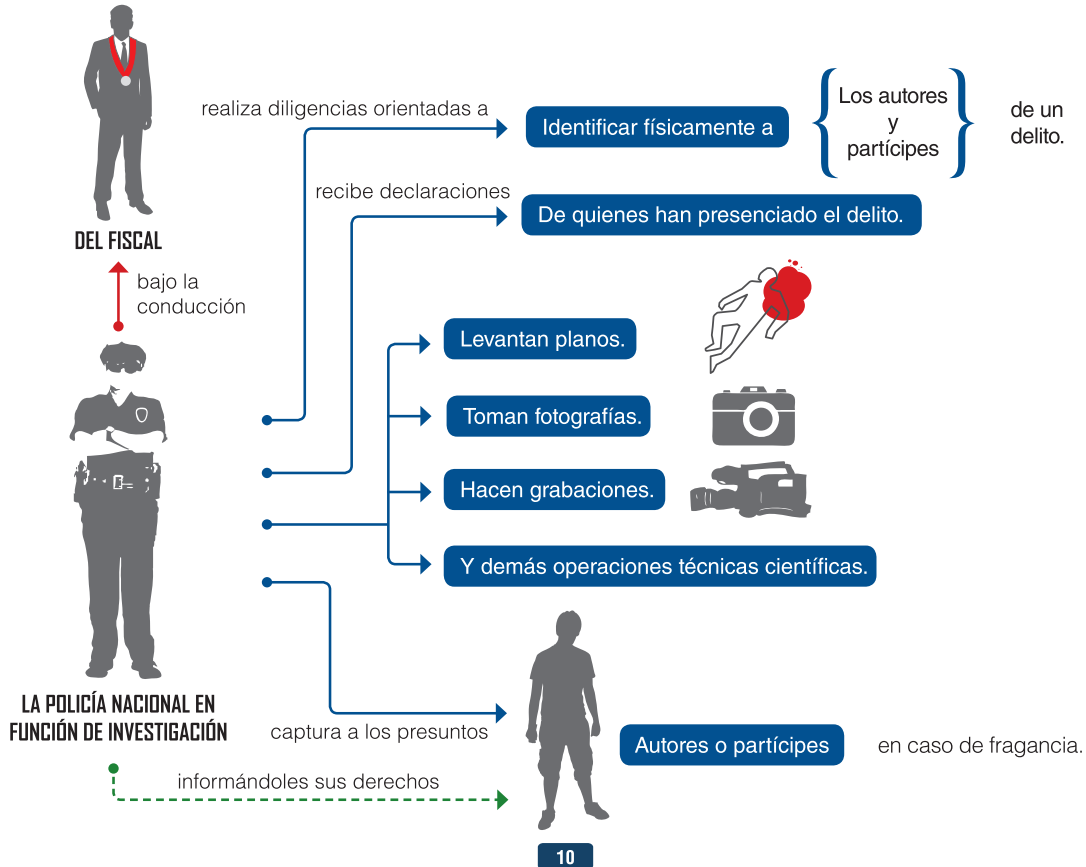 realiza diligencias orientadas a
Identificar físicamente a
Los autores
y
partícipes
de un
delito.
recibe declaraciones
De quienes han presenciado el delito.
DEL FISCAL
bajo la
conducción
Levantan planos.
Toman fotografías.
Hacen grabaciones.
Y demás operaciones técnicas científicas.
LA POLICÍA NACIONAL EN
FUNCIÓN DE INVESTIGACIÓN
captura a los presuntos
Autores o partícipes
en caso de fragancia.
informándoles sus derechos
10